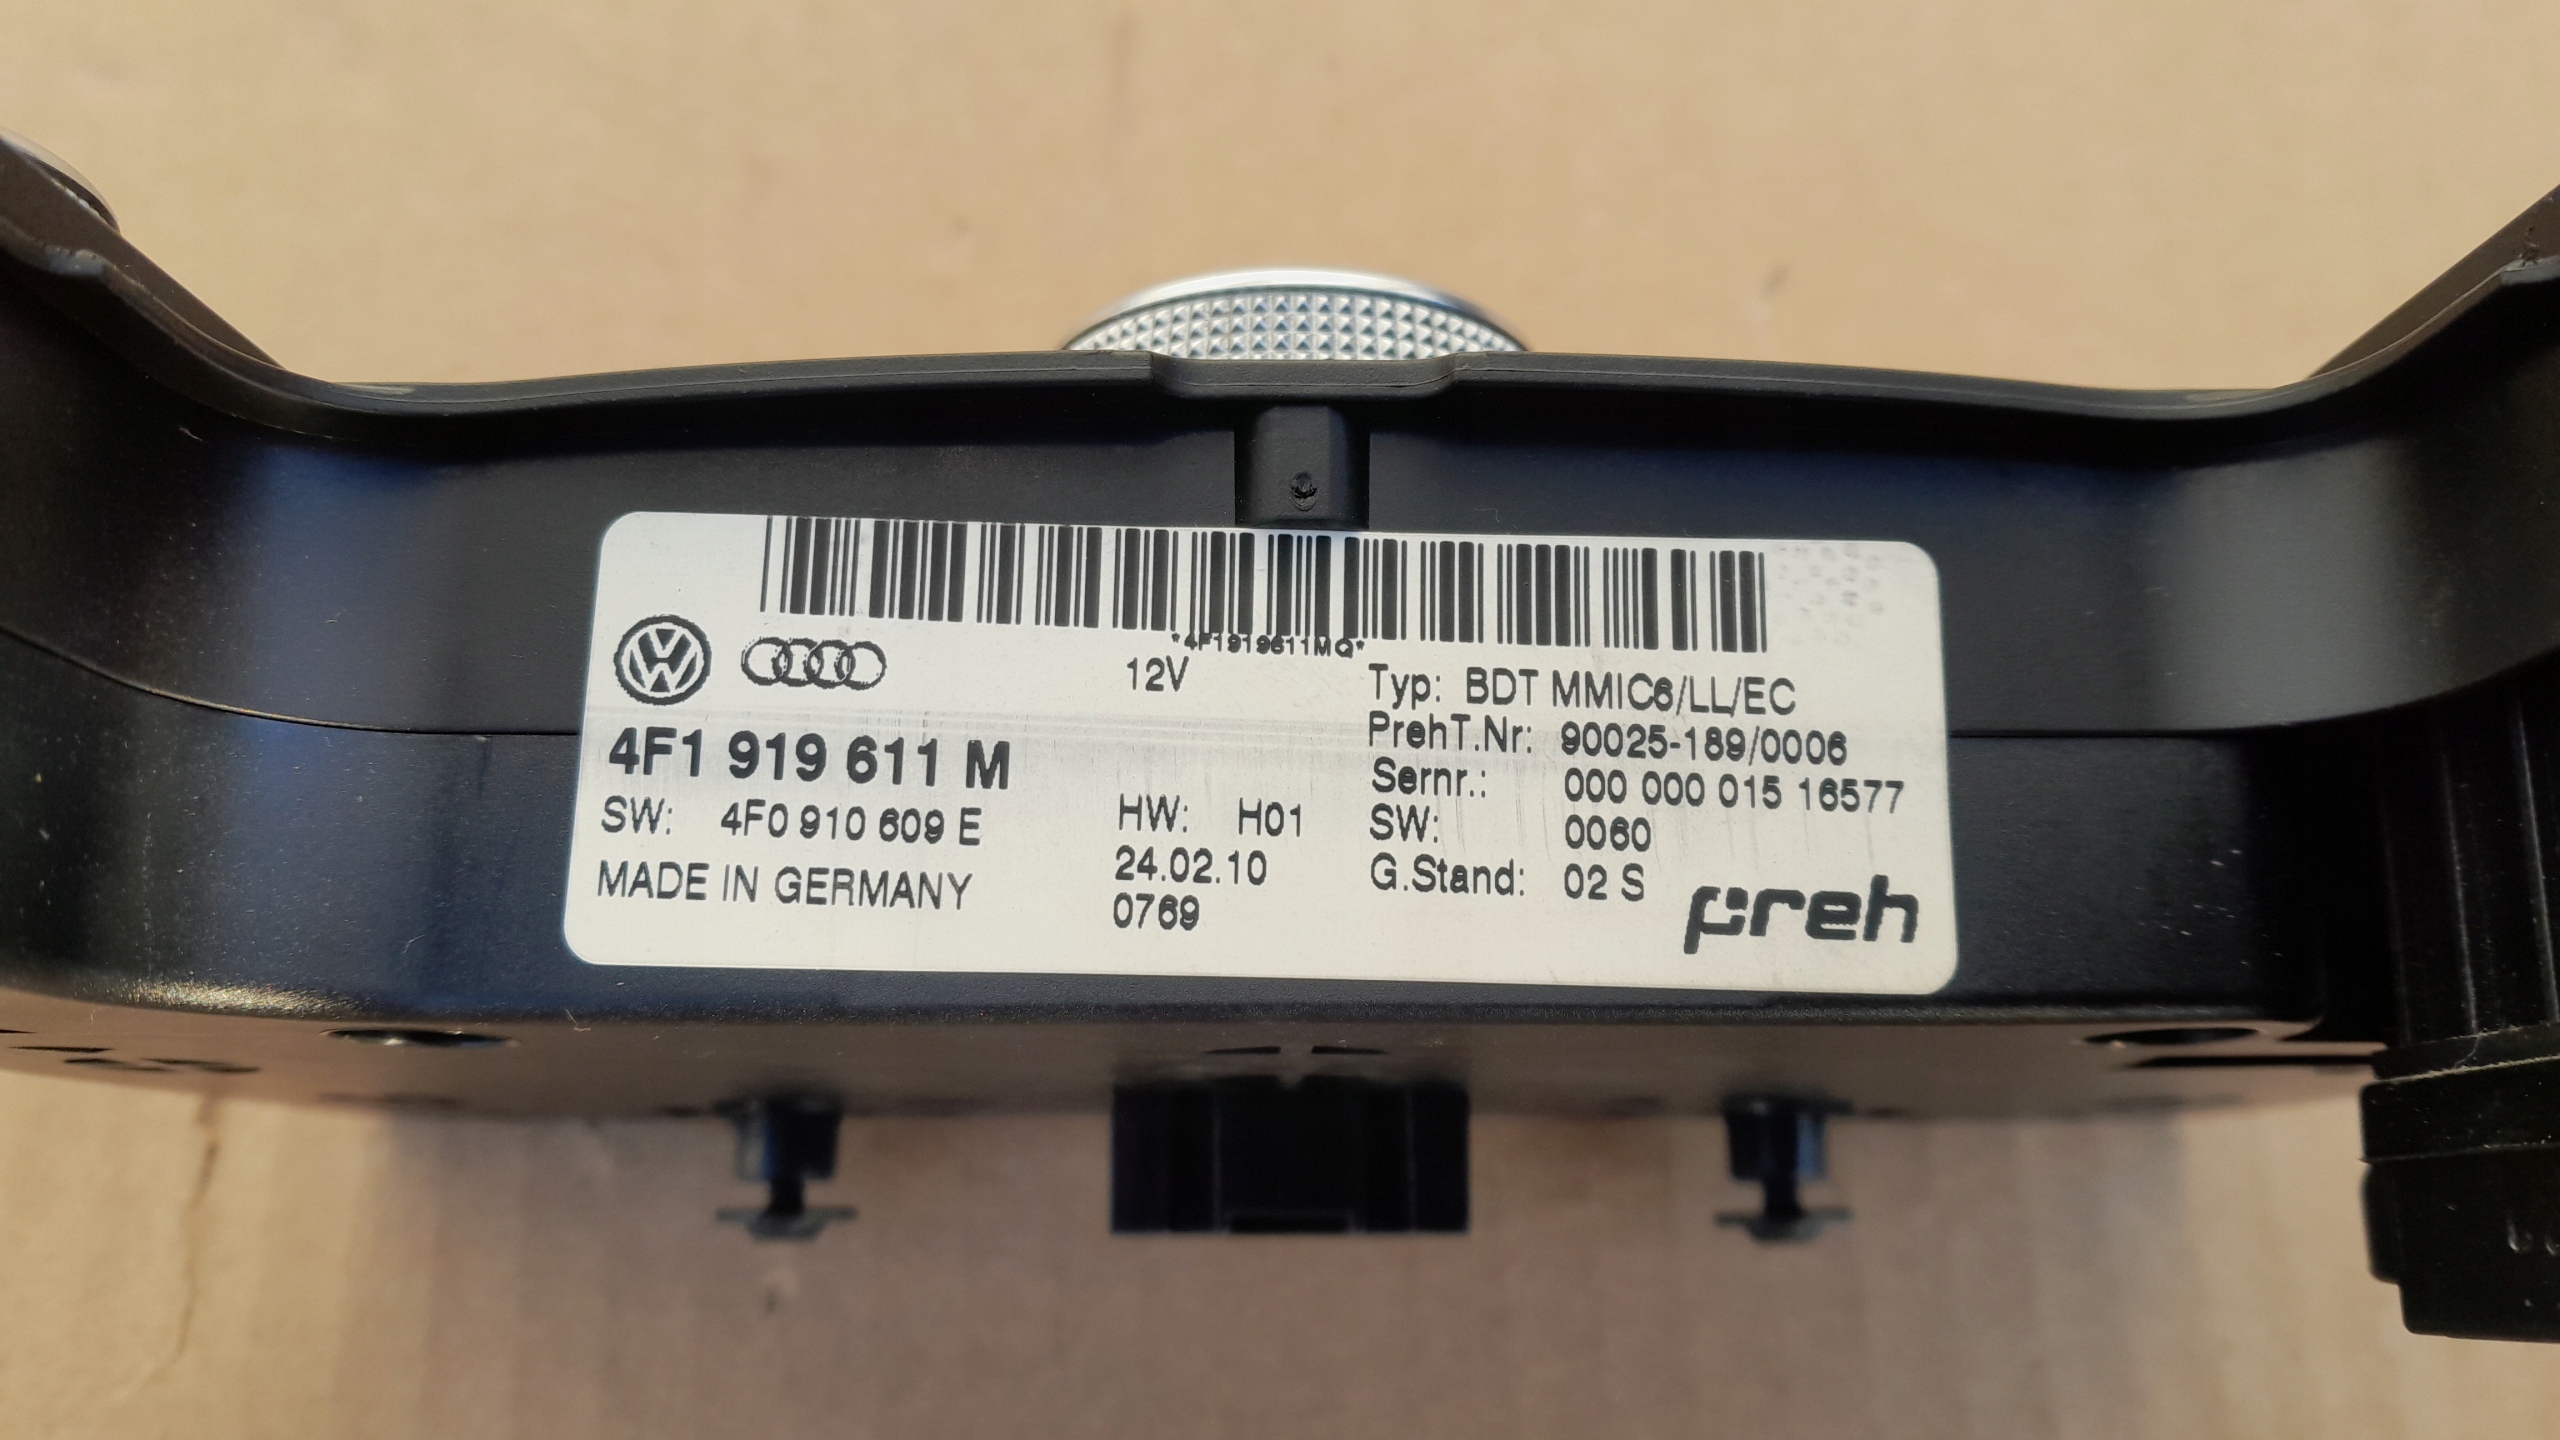 *4F1919611MQ*
12V
4F1 919 611 M
SW: 4F0 910 609 E
MADE IN GERMANY
HW: H01
24.02.10
0769
Typ: BDT MMIC6/LL/EC
PrehT.Nr: 90025-189/0006
Sernr.: 000 000 015 16577
SW: 0060
G.Stand: 02 S
preh